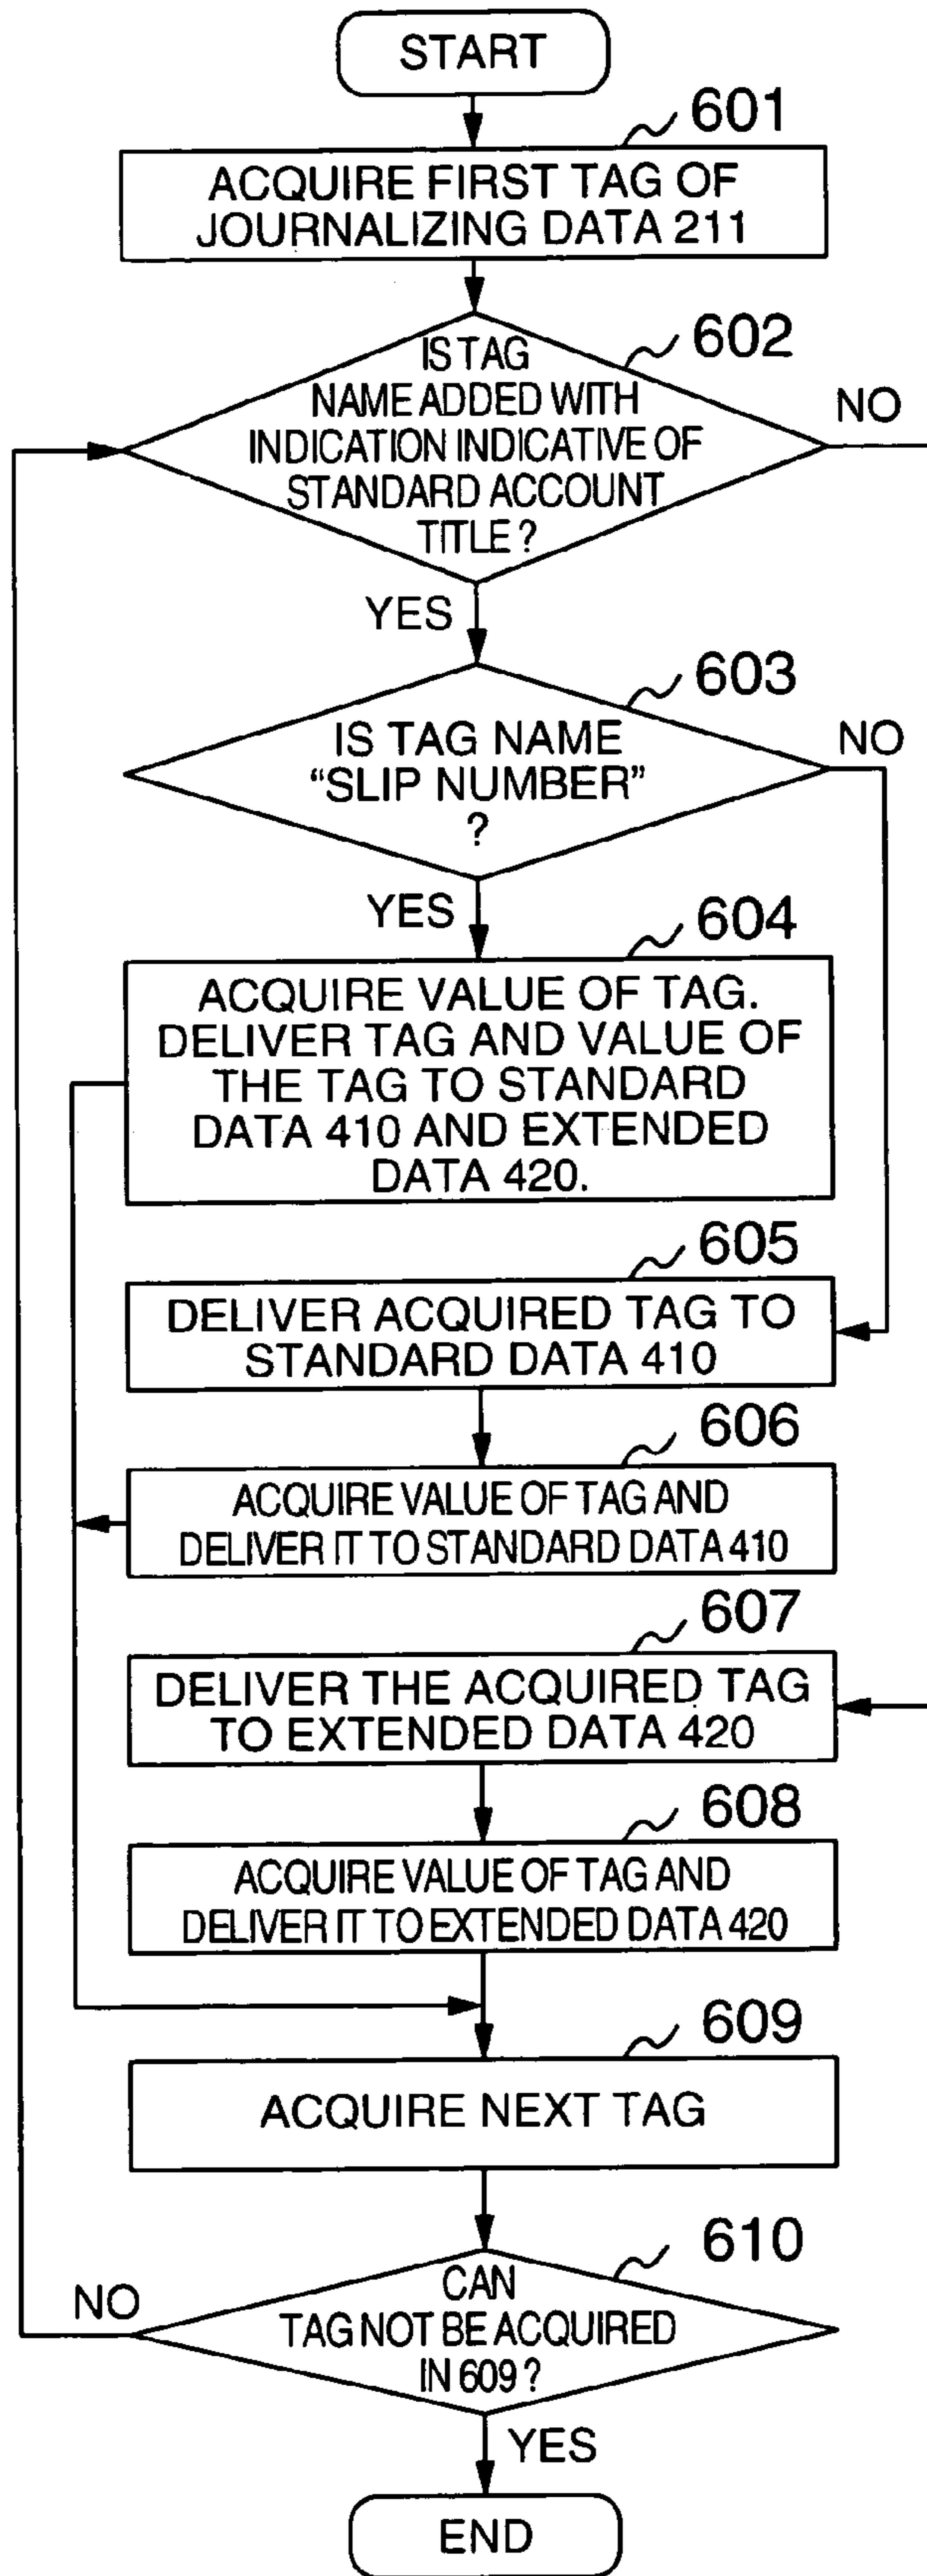 START
601
ACQUIRE FIRST TAG OF
JOURNALIZING DATA 211
602
IS TAG
NAME ADDED WITH
INDICATION INDICATIVE OF
STANDARD ACCOUNT
TITLE ?
NO
YES
603
IS TAG NAME
“SLIP NUMBER”
?
NO
YES
604
ACQUIRE VALUE OF TAG.
DELIVER TAG AND VALUE OF
THE TAG TO STANDARD
DATA 410 AND EXTENDED
DATA 420.
605
DELIVER ACQUIRED TAG TO
STANDARD DATA 410
606
ACQUIRE VALUE OF TAG AND
DELIVER IT TO STANDARD DATA 410
607
DELIVER THE ACQUIRED TAG
TO EXTENDED DATA 420
608
ACQUIRE VALUE OF TAG AND
DELIVER IT TO EXTENDED DATA 420
609
ACQUIRE NEXT TAG
610
CAN
TAG NOT BE ACQUIRED
IN 609 ?
NO
YES
END